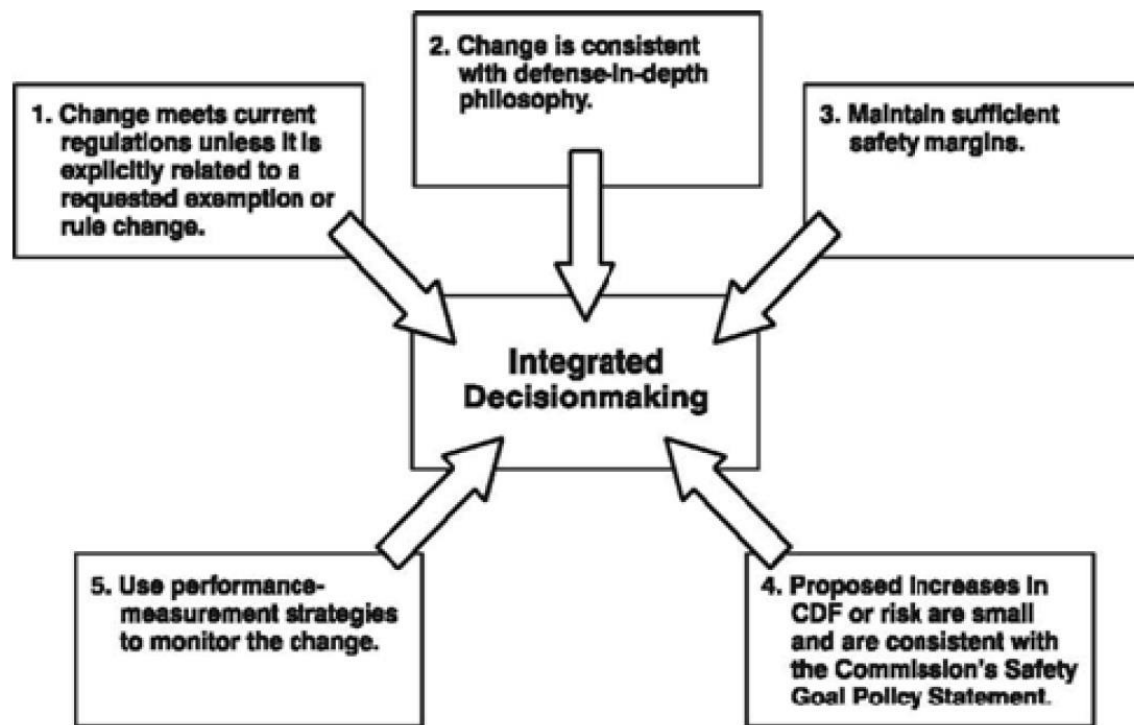 1. Change meets current
regulations unless it is
explicitly related to a
requested exemption or
rule change.
2. Change is consistent
with defense-in-depth
philosophy.
3. Maintain sufficient
safety margins.
Integrated
Decisionmaking
5. Use performance-
measurement strategies
to monitor the change.
4. Proposed increases in
CDF or risk are small
and are consistent with
the Commission's Safety
Goal Policy Statement.